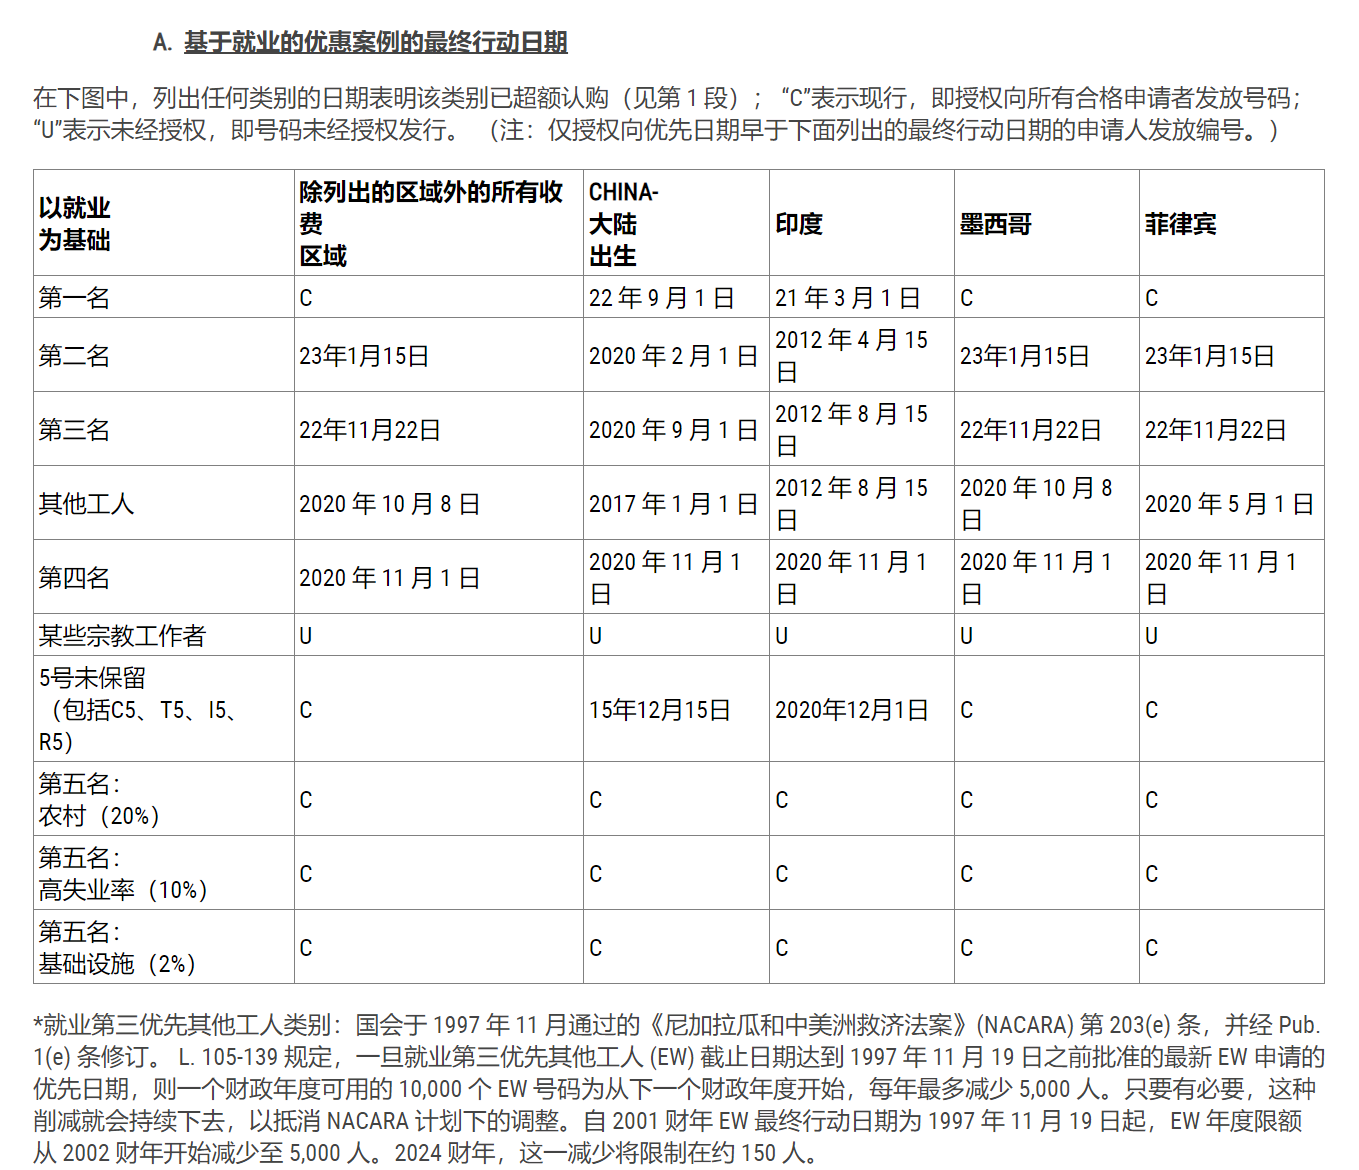 A. 基于就业的优惠案例的最终行动日期
在下图中，列出任何类别的日期表明该类别已超额认购（见第 1 段）；“C”表示现行，即授权向所有合格申请者发放号码；
“U”表示未经授权，即号码未经授权发行。（注：仅授权向优先日期早于下面列出的最终行动日期的申请人发放编号。）
以就业
为基础
除列出的区域外的所有收
费
区域
CHINA-
大陆
出生
印度
墨西哥
菲律宾
第一名
C
22 年 9 月 1 日
21 年 3 月 1 日
C
C
第二名
23年1月15日
2020 年 2 月 1 日
2012 年 4 月 15
日
23年1月15日
23年1月15日
第三名
22年11月22日
2020 年 9 月 1 日
2012 年 8 月 15
日
22年11月22日
22年11月22日
其他工人
2020 年 10 月 8 日
2017 年 1 月 1 日
2012 年 8 月 15
日
2020 年 10 月 8
日
2020 年 5 月 1 日
第四名
2020 年 11 月 1 日
2020 年 11 月 1
日
2020 年 11 月 1
日
2020 年 11 月 1
日
2020 年 11 月 1
日
某些宗教工作者
U
U
U
U
U
5号未保留
（包括C5、T5、I5、
R5）
C
15年12月15日
2020年12月1日
C
C
第五名：
农村（20%）
C
C
C
C
C
第五名：
高失业率（10%）
C
C
C
C
C
第五名：
基础设施（2%）
C
C
C
C
C
*就业第三优先其他工人类别：国会于 1997 年 11 月通过的《尼加拉瓜和中美洲救济法案》(NACARA) 第 203(e) 条，并经 Pub.
1(e) 条修订。 L. 105-139 规定，一旦就业第三优先其他工人 (EW) 截止日期达到 1997 年 11 月 19 日之前批准的最新 EW 申请的
优先日期，则一个财政年度可用的 10,000 个 EW 号码为从下一个财政年度开始，每年最多减少 5,000 人。只要有必要，这种
削减就会持续下去，以抵消 NACARA 计划下的调整。自 2001 财年 EW 最终行动日期为 1997 年 11 月 19 日起，EW 年度限额
从 2002 财年开始减少至 5,000 人。2024 财年，这一减少将限制在约 150 人。